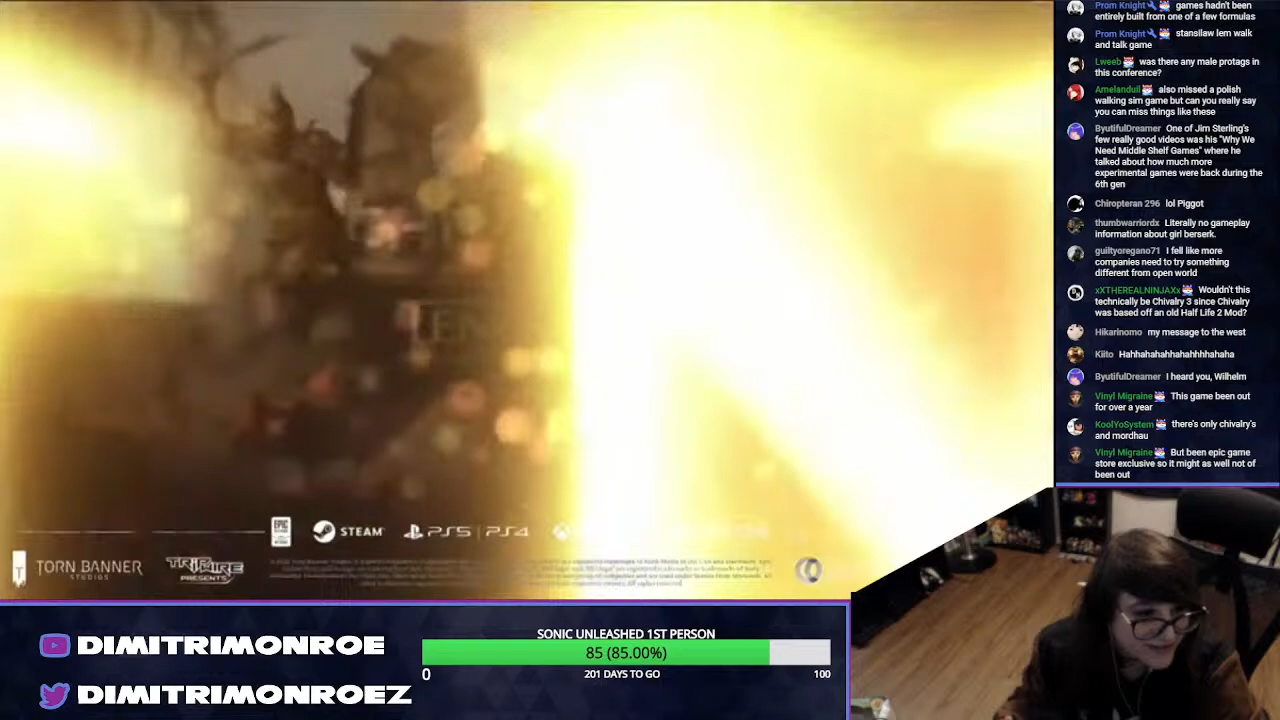 Prom Knight games hadn't been
entirely built from one of a few formulas
Prom Knight stansilaw lem walk
and talk game
Lweeb was there any male protags in
this conference?
Amelanduil also missed a polish
walking sim game but can you really say
you can miss things like these
ByutifulDreamer One of Jim Sterling's
few really good videos was his "Why We
Need Middle Shelf Games" where he
talked about how much more
experimental games were back during the
6th gen
Chiropteran 296 lol Piggot
thumbwarriordx Literally no gameplay
information about girl berserk.
guiltyoregano71 I fell like more
companies need to try something
different from open world
xXTHEREALNINJAXx Wouldn't this
technically be Chivalry 3 since Chivalry
was based off an old Half Life 2 Mod?
Hikarinomo my message to the west
Kiito Hahhahahahhahahhhhahaha
ByutifulDreamer I heard you, Wilhelm
Vinyl Migraine This game been out
for over a year
KoolYoSystem there's only chivalry's
and mordhau
Vinyl Migraine But been epic game
store exclusive so it might as well not of
been out
EPIC GAMES STEAM PS5 | PS4
TORN BANNER
STUDIOS
TRIPWIRE
PRESENTS
DIMITRIMONROE
DIMITRIMONROEZ
SONIC UNLEASHED 1ST PERSON
85 (85.00%)
0 201 DAYS TO GO 100